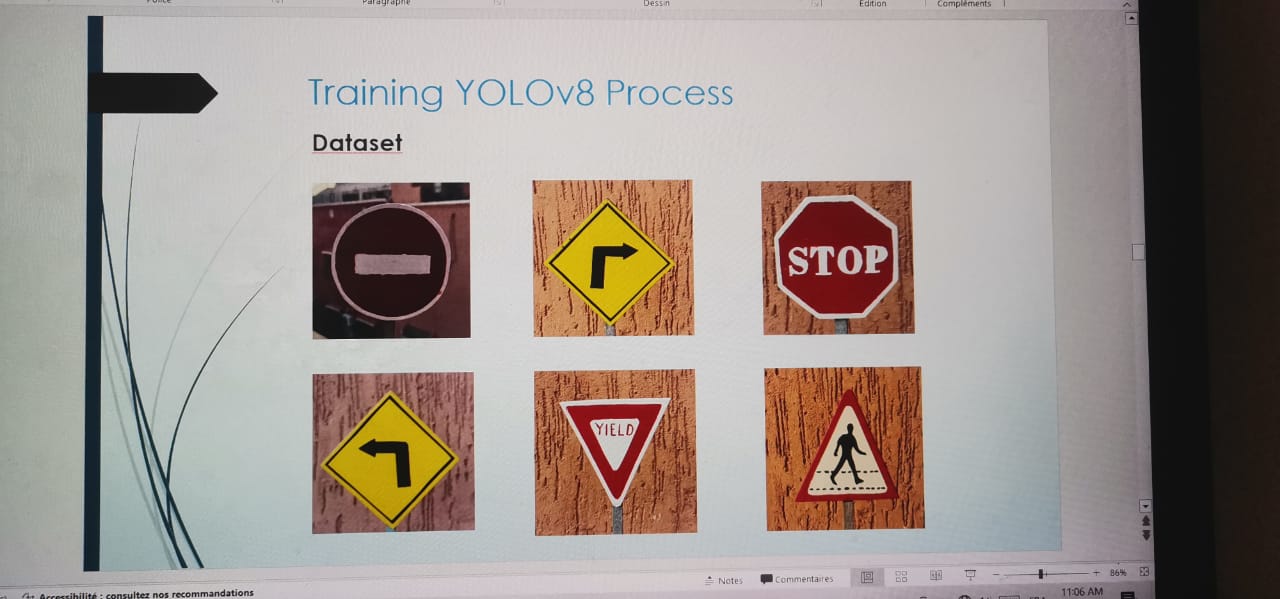 Police
Paragraphe
Dessin
Édition
Compléments
Training YOLOv8 Process
Dataset
STOP
YIELD
Notes
Commentaires
86%
Accessibilité : consultez nos recommandations
11:06 AM